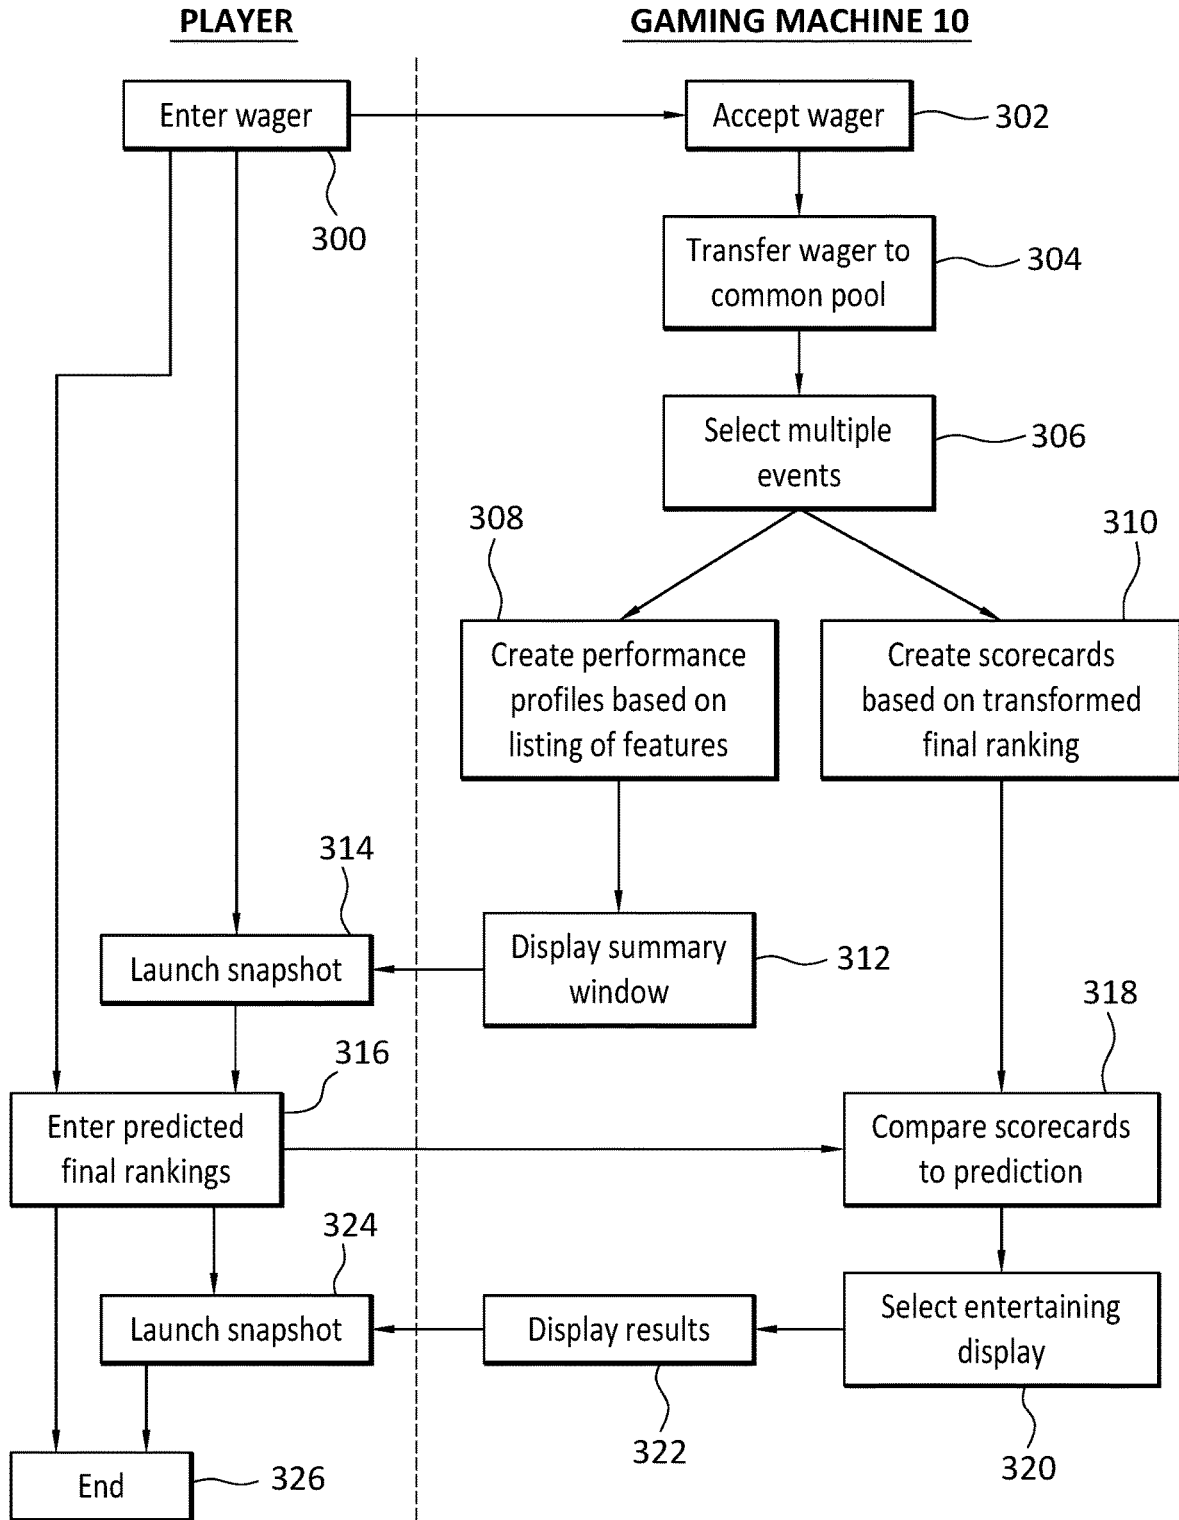 PLAYER
GAMING MACHINE 10
Enter wager
300
Accept wager
302
Transfer wager to
common pool
304
Select multiple
events
306
308
310
Create performance
profiles based on
listing of features
Create scorecards
based on transformed
final ranking
314
Launch snapshot
Display summary
window
312
316
318
Enter predicted
final rankings
Compare scorecards
to prediction
324
Launch snapshot
Display results
322
Select entertaining
display
320
End
326